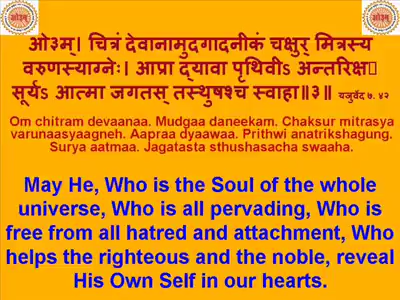 ओ३म्। चित्रं देवानामुदगादनीकं चक्षुर् मित्रस्य
वरुणस्याग्नेः। आप्रा द्यावा पृथिवीऽ अन्तरिक्ष
सूर्यऽ आत्मा जगतस् तस्थुषश्च स्वाहा॥३॥ यजुर्वेद ७. ४२
Om chitram devaanaa. Mudgaa daneekam. Chaksur mitrasya
varunaasyaagneh. Aapraa dyaawaa. Prithwi anatrikshagung.
Surya aatmaa. Jagatasta sthushasacha swaaha.
May He, Who is the Soul of the whole
universe, Who is all pervading, Who is
free from all hatred and attachment, Who
helps the righteous and the noble, reveal
His Own Self in our hearts.